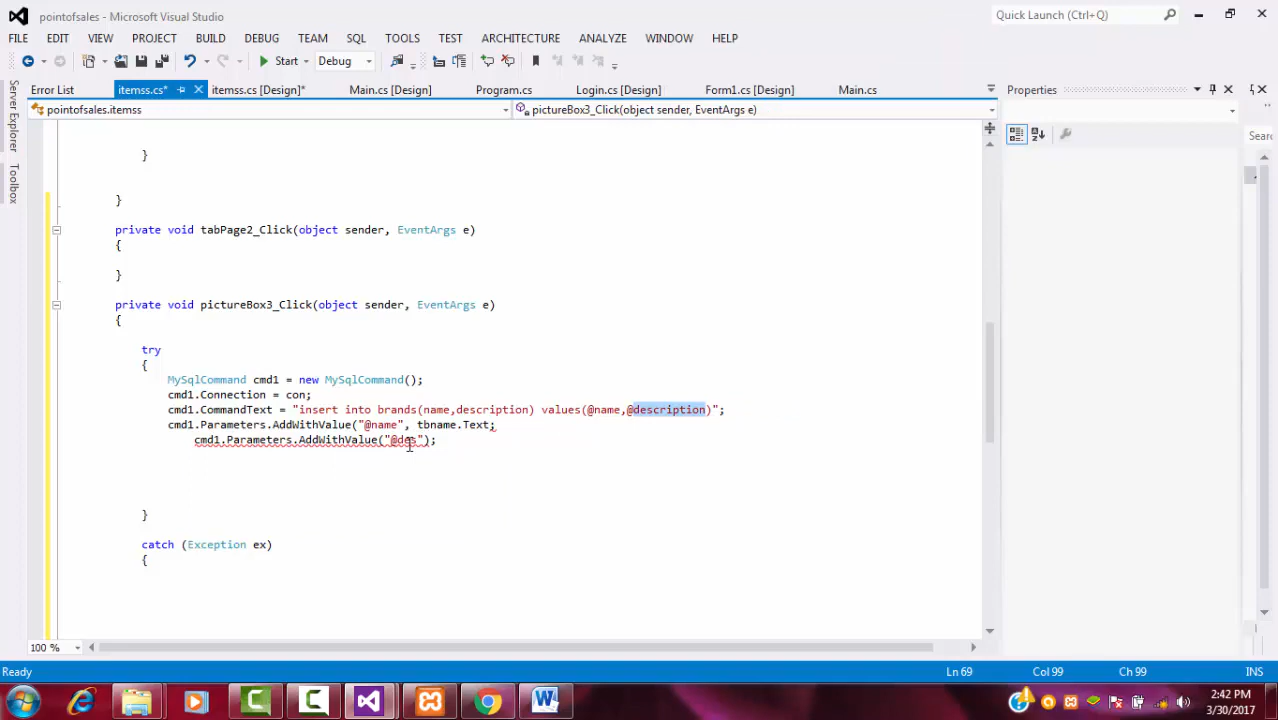 pointofsales - Microsoft Visual Studio
Quick Launch (Ctrl+Q)
FILE EDIT VIEW PROJECT BUILD DEBUG TEAM SQL TOOLS TEST ARCHITECTURE ANALYZE WINDOW HELP
Start Debug
Error List itemss.cs* itemss.cs [Design]* Main.cs [Design] Program.cs Login.cs [Design] Form1.cs [Design] Main.cs
Properties
pointofsales.itemss pictureBox3_Click(object sender, EventArgs e)
Server Explorer
Toolbox
Sear
}
}
private void tabPage2_Click(object sender, EventArgs e)
{
}
private void pictureBox3_Click(object sender, EventArgs e)
{
try
{
MySqlCommand cmd1 = new MySqlCommand();
cmd1.Connection = con;
cmd1.CommandText = "insert into brands(name,description) values(@name,@description)";
cmd1.Parameters.AddWithValue("@name", tbname.Text;
cmd1.Parameters.AddWithValue("@des");
}
catch (Exception ex)
{
100 %
Ready Ln 69 Col 99 Ch 99 INS
2:42 PM
3/30/2017